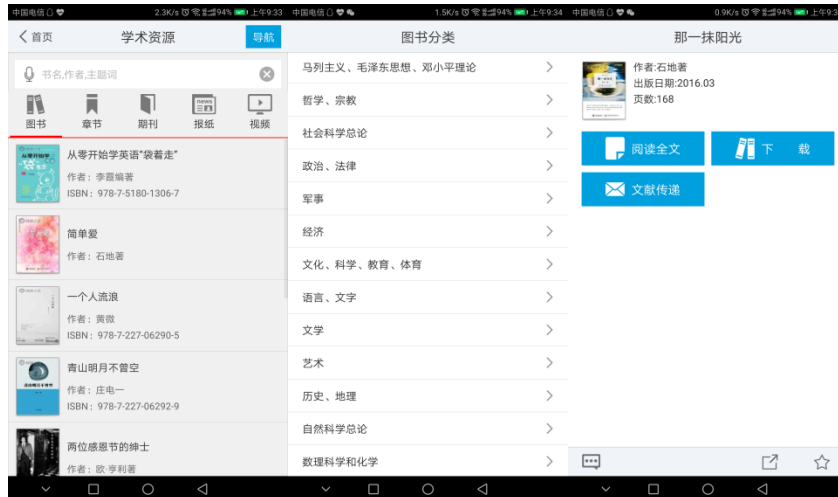 中国电信 2.3K/s 94% 上午9:33
首页 学术资源 导航
书名,作者,主题词
图书 章节 期刊 报纸 视频
从零开始学英语"袋着走"
作者：李霞编著
ISBN：978-7-5180-1306-7
简单爱
作者：石地著
一个人流浪
作者：黄微
ISBN：978-7-227-06290-5
青山明月不曾空
作者：庄电一
ISBN：978-7-227-06292-9
两位感恩节的绅士
作者：欧·亨利著
中国电信 1.5K/s 94% 上午9:34
图书分类
马列主义、毛泽东思想、邓小平理论
哲学、宗教
社会科学总论
政治、法律
军事
经济
文化、科学、教育、体育
语言、文字
文学
艺术
历史、地理
自然科学总论
数理科学和化学
中国电信 0.9K/s 94% 上午9:3
那一抹阳光
作者:石地著
出版日期:2016.03
页数:168
阅读全文 下 载
文献传递